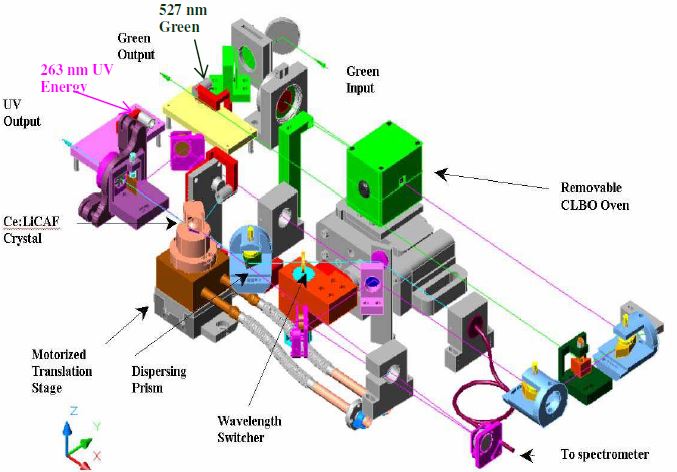 527 nm
Green
Green
Output
263 nm UV
Energy
Green
Input
UV
Output
Removable
CLBO Oven
Ce:LiCAF
Crystal
Motorized
Translation
Stage
Dispersing
Prism
Wavelength
Switcher
To spectrometer
Z
Y
X